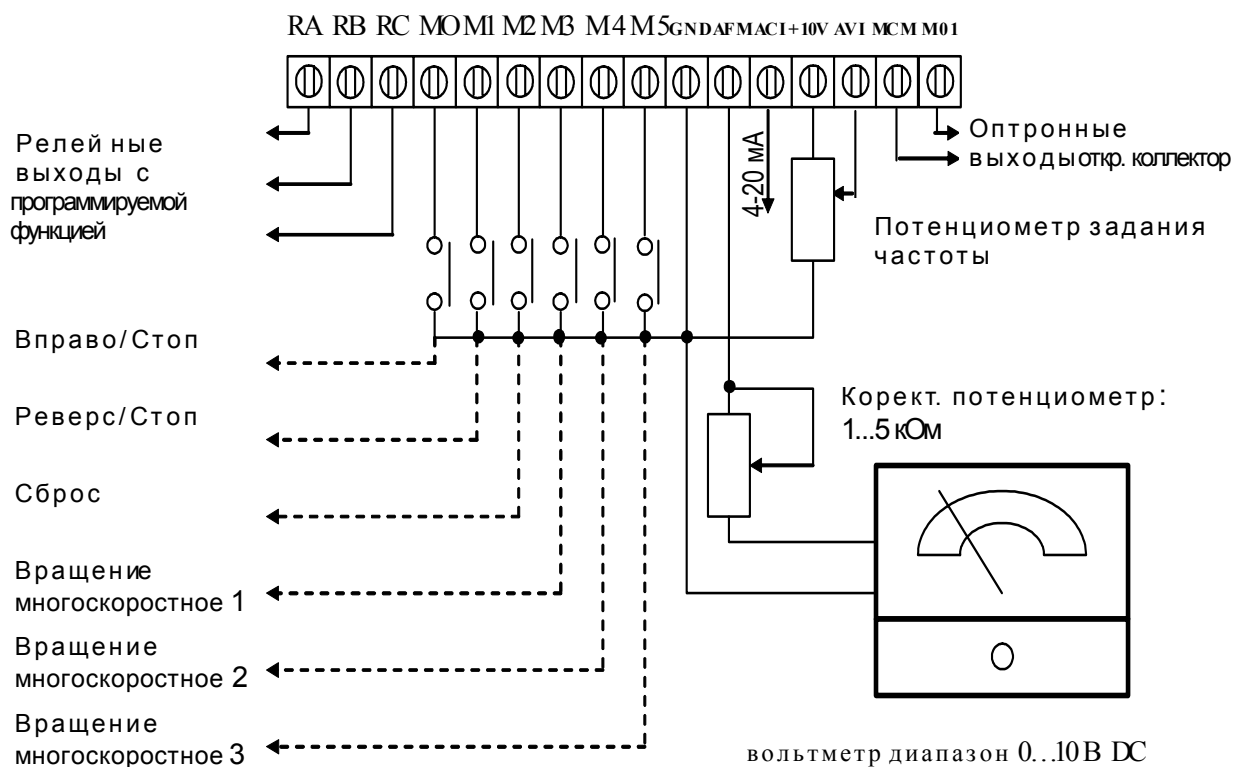 RA RB RC MO M1 M2 M3 M4 M5 GND AFM ACI +10V AVI MCM M01
Релейные
выходы с
программируемой
функцией
4-20 мА
Оптронные
выходы откр. коллектор
Потенциометр задания
частоты
Вправо/Стоп
Реверс/Стоп
Сброс
Корект. потенциометр:
1...5 кОм
Вращение
многоскоростное 1
Вращение
многоскоростное 2
Вращение
многоскоростное 3
вольтметр диапазон 0...10 В DC